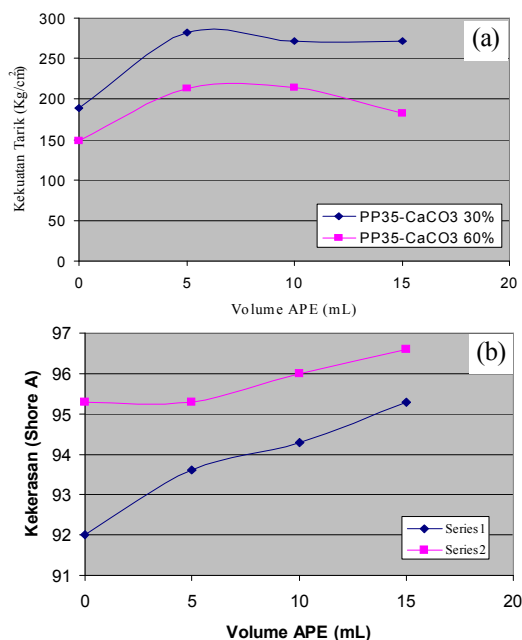 (a)
Kekuatan Tarik (Kg/cm²)
300
250
200
150
100
50
0
0 5 10 15 20
Volume APE (mL)
PP35-CaCO3 30%
PP35-CaCO3 60%
(b)
Kekerasan (Shore A)
97
96
95
94
93
92
91
0 5 10 15 20
Volume APE (mL)
Series1
Series2